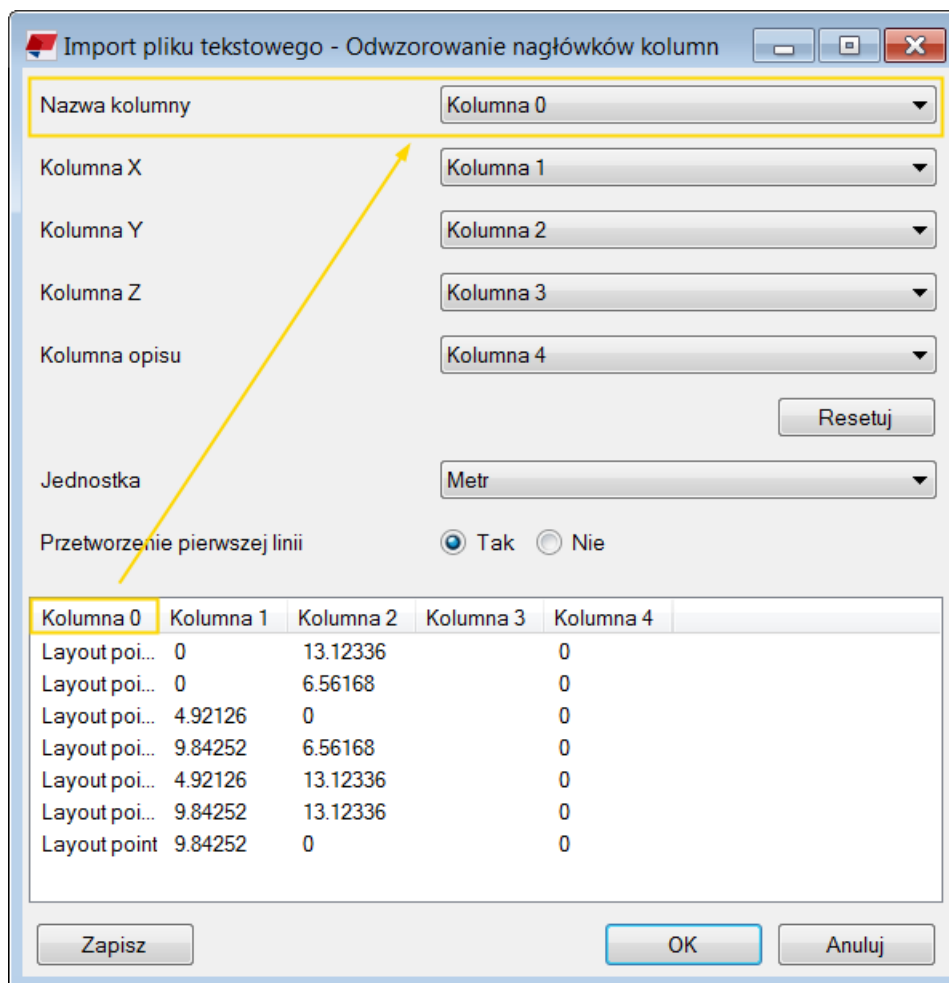 Import pliku tekstowego - Odwzorowanie nagłówków kolumn
Nazwa kolumny Kolumna 0
Kolumna X Kolumna 1
Kolumna Y Kolumna 2
Kolumna Z Kolumna 3
Kolumna opisu Kolumna 4
Resetuj
Jednostka Metr
Przetworzenie pierwszej linii Tak Nie
Kolumna 0 Kolumna 1 Kolumna 2 Kolumna 3 Kolumna 4
Layout poi... 0 13.12336 0
Layout poi... 0 6.56168 0
Layout poi... 4.92126 0 0
Layout poi... 9.84252 6.56168 0
Layout poi... 4.92126 13.12336 0
Layout poi... 9.84252 13.12336 0
Layout point 9.84252 0 0
Zapisz OK Anuluj